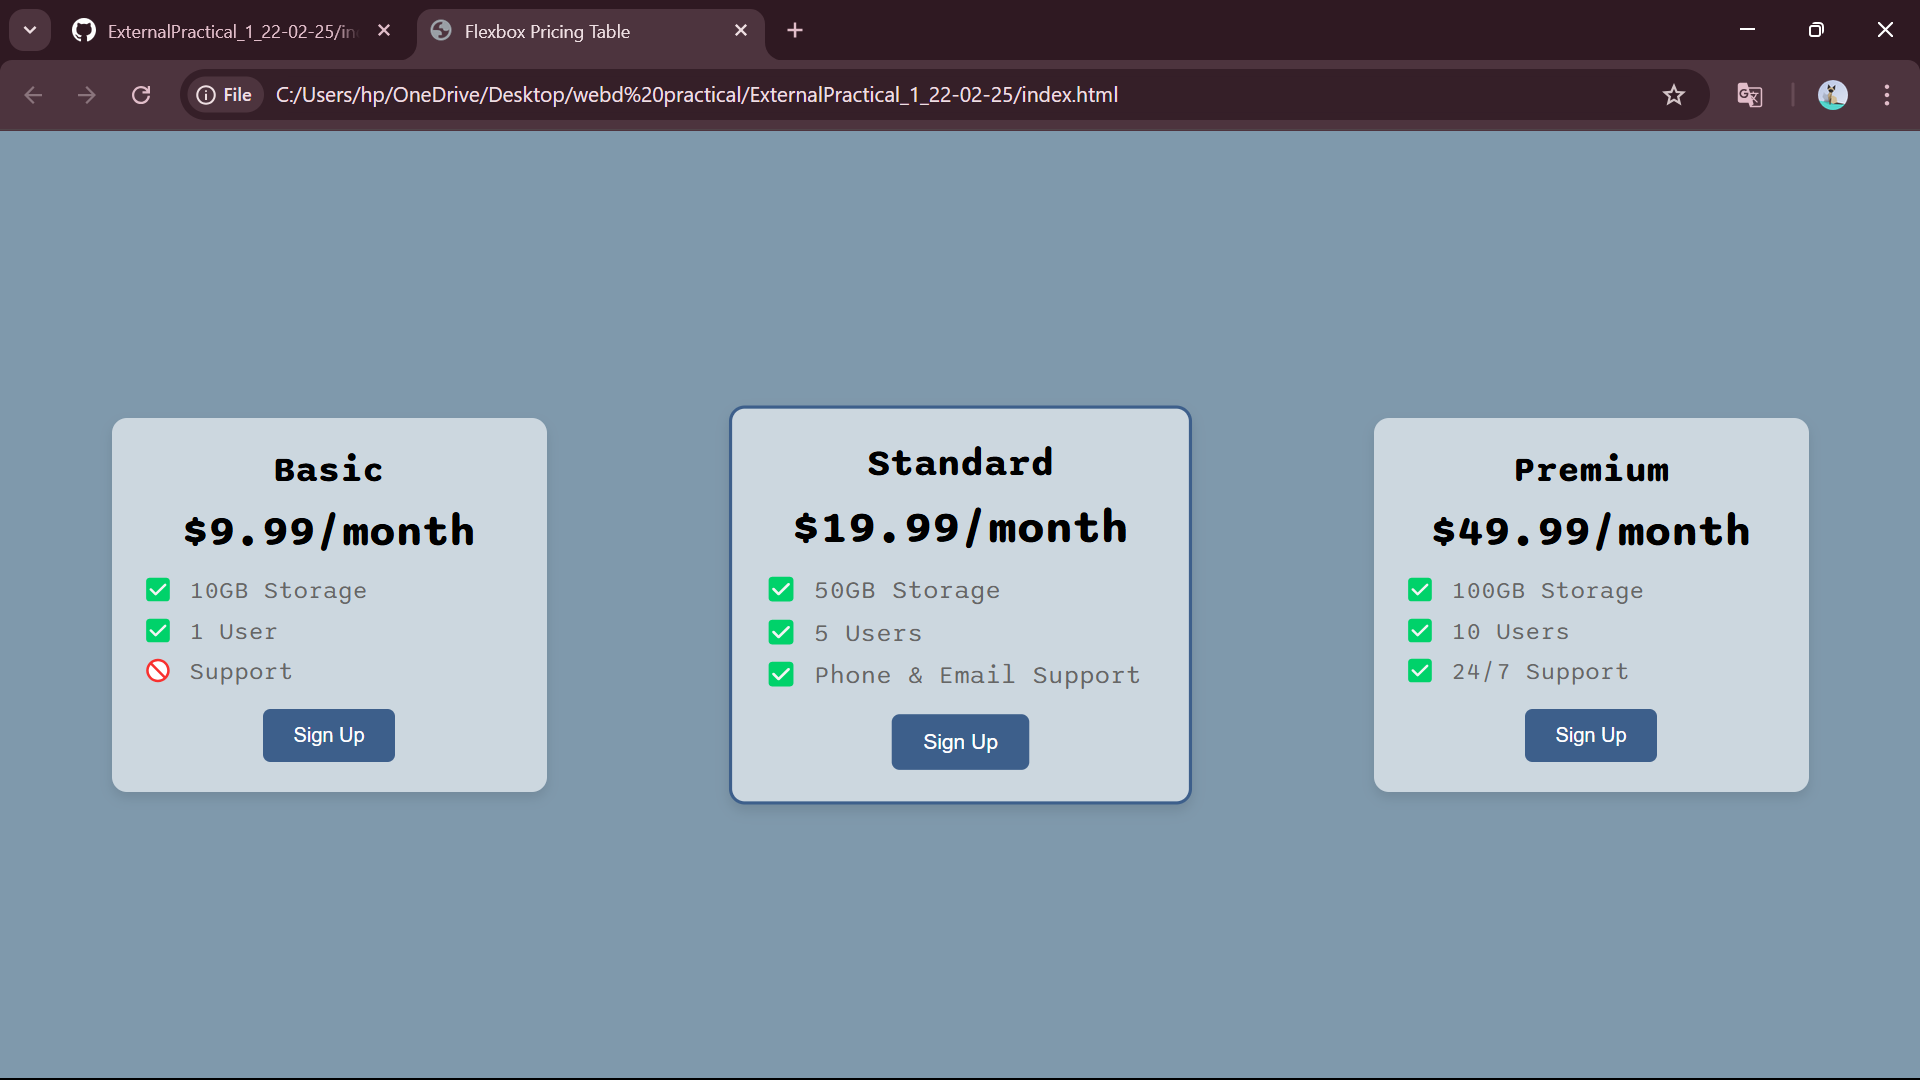 ExternalPractical_1_22-02-25/in
Flexbox Pricing Table
File
C:/Users/hp/OneDrive/Desktop/webd%20practical/ExternalPractical_1_22-02-25/index.html
Basic
$9.99/month
✅ 10GB Storage
✅ 1 User
🚫 Support
Sign Up
Standard
$19.99/month
✅ 50GB Storage
✅ 5 Users
✅ Phone & Email Support
Sign Up
Premium
$49.99/month
✅ 100GB Storage
✅ 10 Users
✅ 24/7 Support
Sign Up